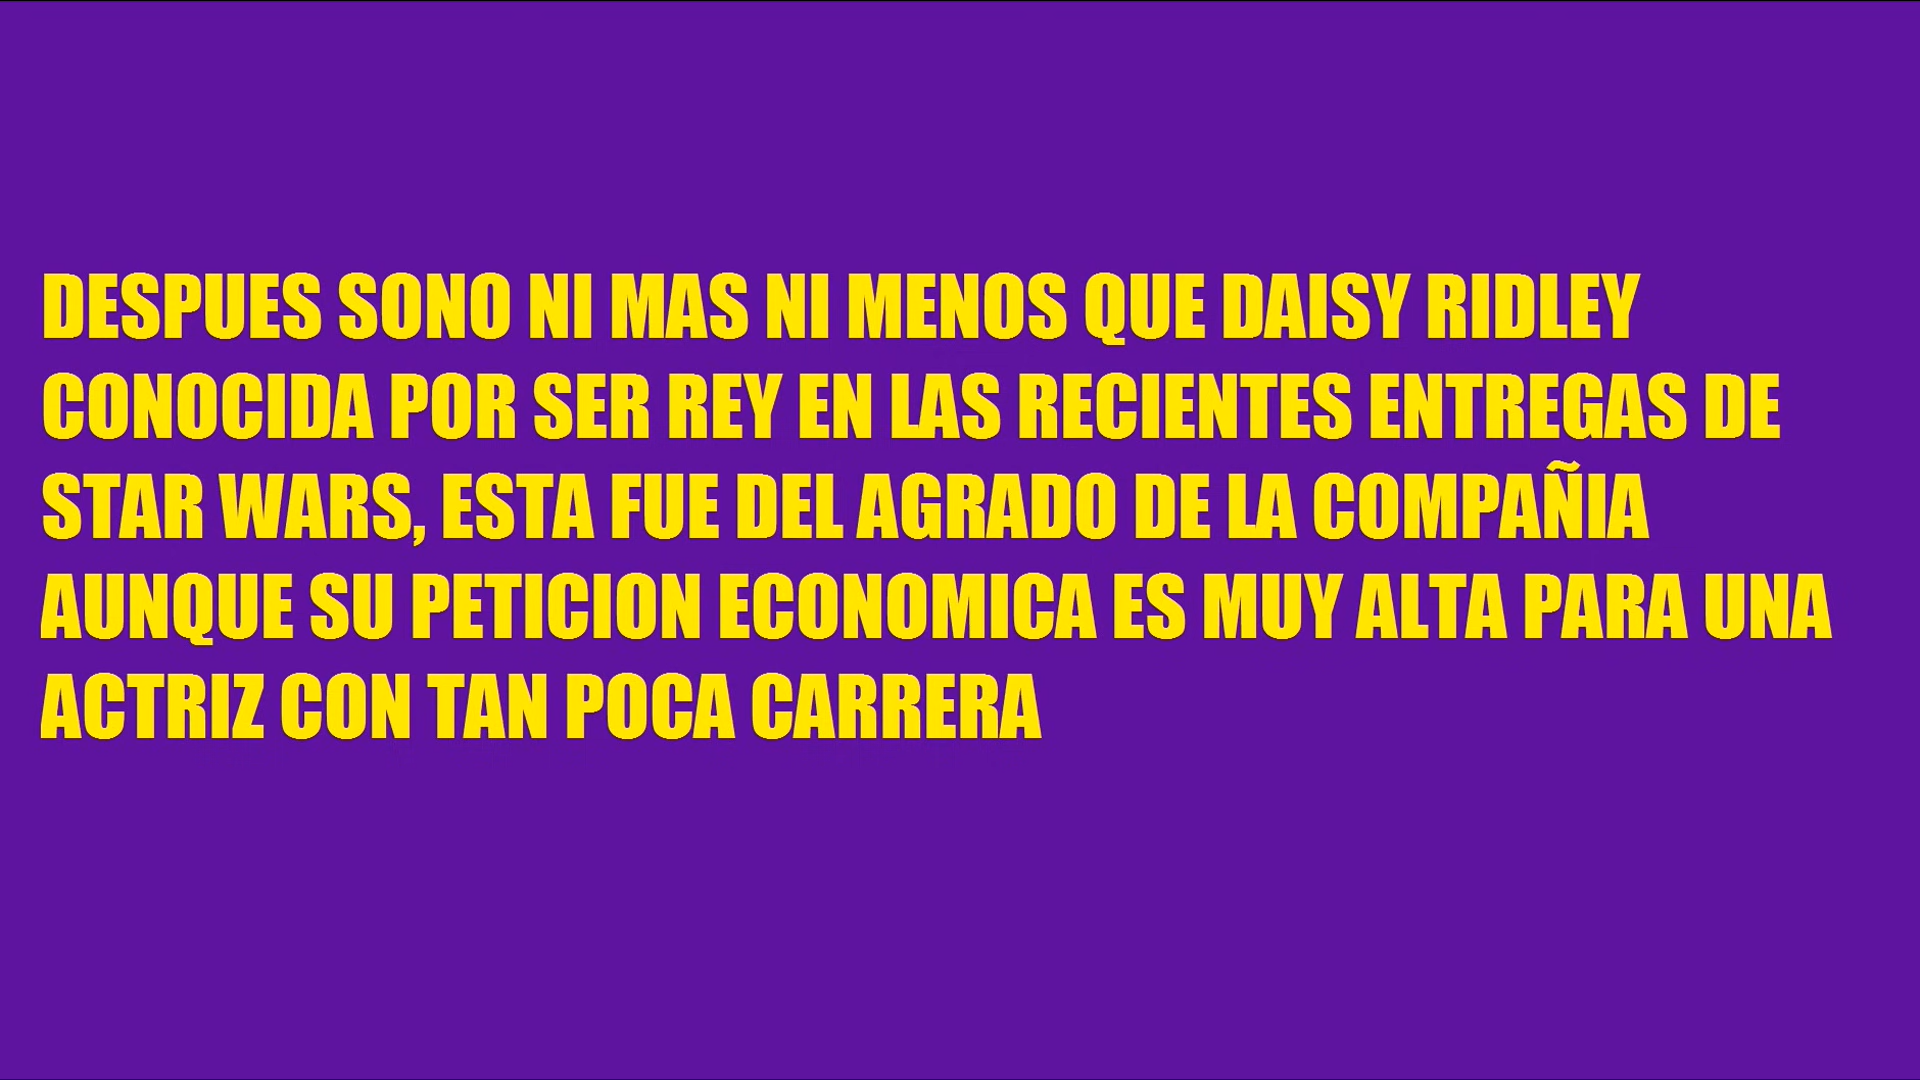 DESPUES SONO NI MAS NI MENOS QUE DAISY RIDLEY
CONOCIDA POR SER REY EN LAS RECIENTES ENTREGAS DE
STAR WARS, ESTA FUE DEL AGRADO DE LA COMPAÑIA
AUNQUE SU PETICION ECONOMICA ES MUY ALTA PARA UNA
ACTRIZ CON TAN POCA CARRERA